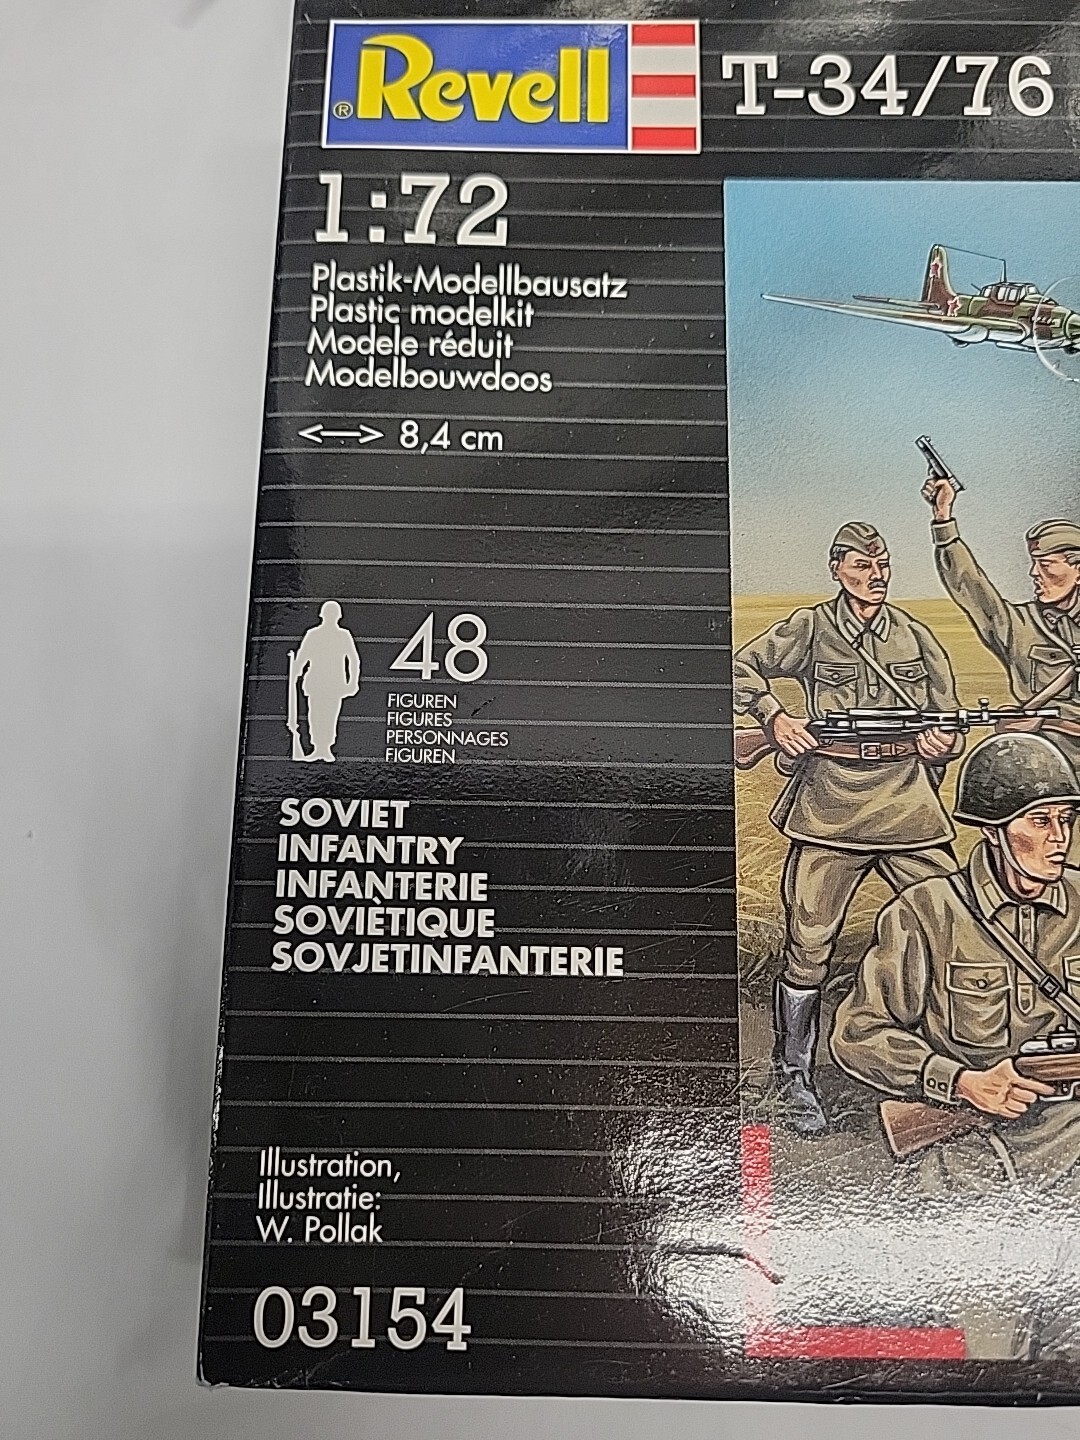 ® Revell
T-34/76
1:72
Plastik-Modellbausatz
Plastic modelkit
Modele réduit
Modelbouwdoos
8,4 cm
48
FIGUREN
FIGURES
PERSONNAGES
FIGUREN
SOVIET
INFANTRY
INFANTERIE
SOVIÈTIQUE
SOVJETINFANTERIE
Illustration,
Illustratie:
W. Pollak
03154